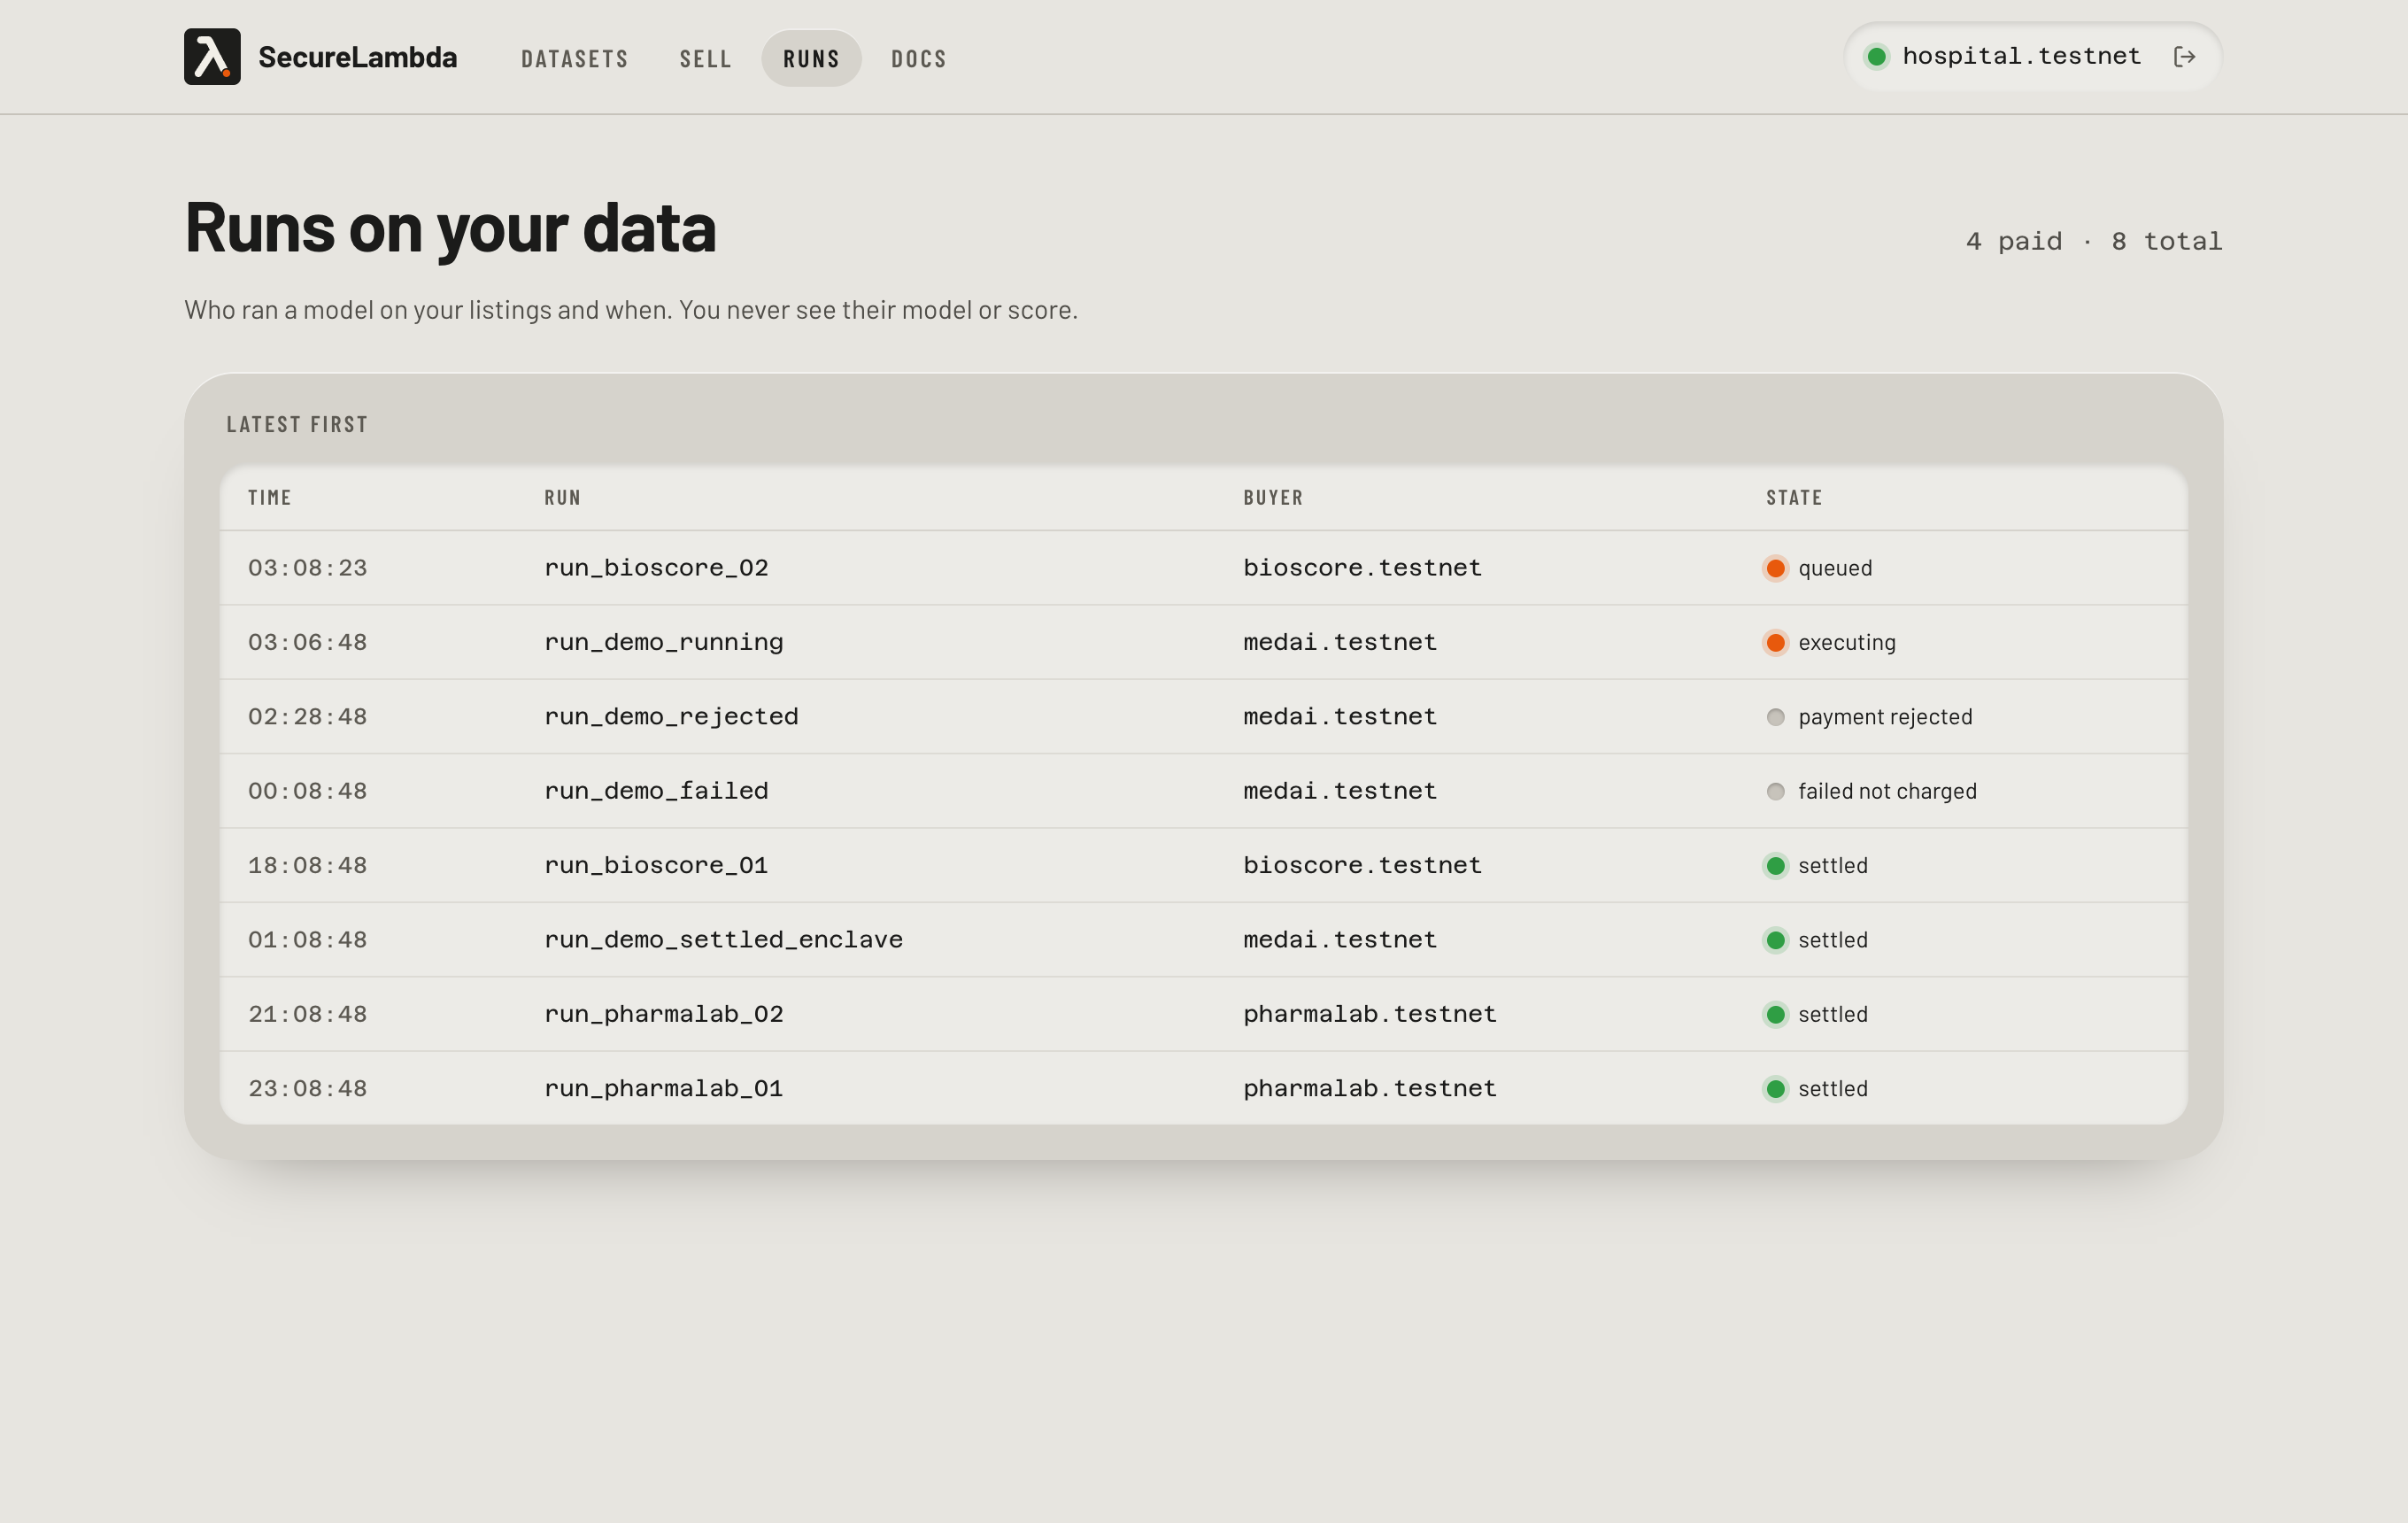 SecureLambda DATASETS SELL RUNS DOCS hospital.testnet
Runs on your data
4 paid · 8 total
Who ran a model on your listings and when. You never see their model or score.
LATEST FIRST
TIME RUN BUYER STATE
03:08:23 run_bioscore_02 bioscore.testnet queued
03:06:48 run_demo_running medai.testnet executing
02:28:48 run_demo_rejected medai.testnet payment rejected
00:08:48 run_demo_failed medai.testnet failed not charged
18:08:48 run_bioscore_01 bioscore.testnet settled
01:08:48 run_demo_settled_enclave medai.testnet settled
21:08:48 run_pharmalab_02 pharmalab.testnet settled
23:08:48 run_pharmalab_01 pharmalab.testnet settled